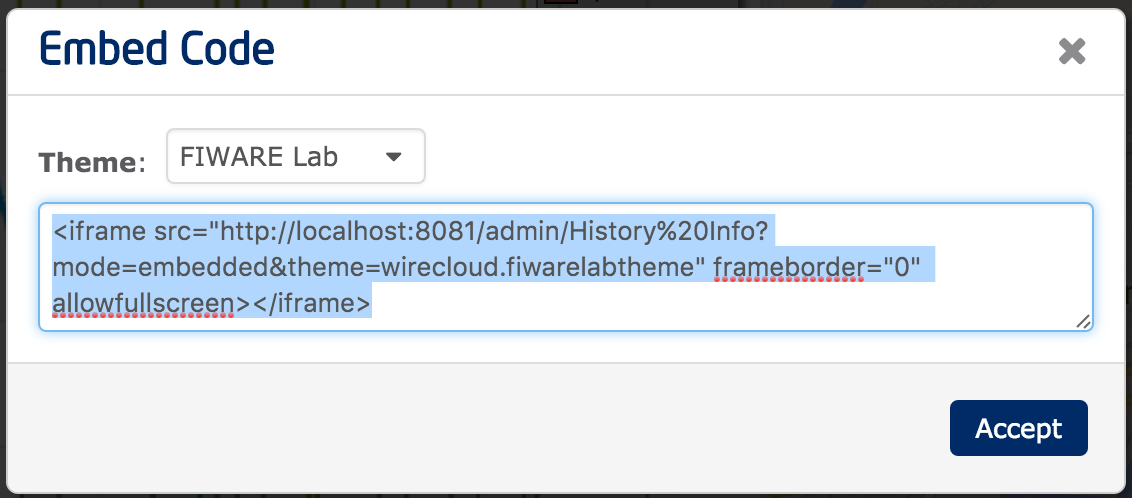 Embed Code
Theme:
FIWARE Lab
<iframe src="http://localhost:8081/admin/History%20Info?
mode=embedded&theme=wirecloud.fiwarelabtheme" frameborder="0"
allowfullscreen></iframe>
Accept